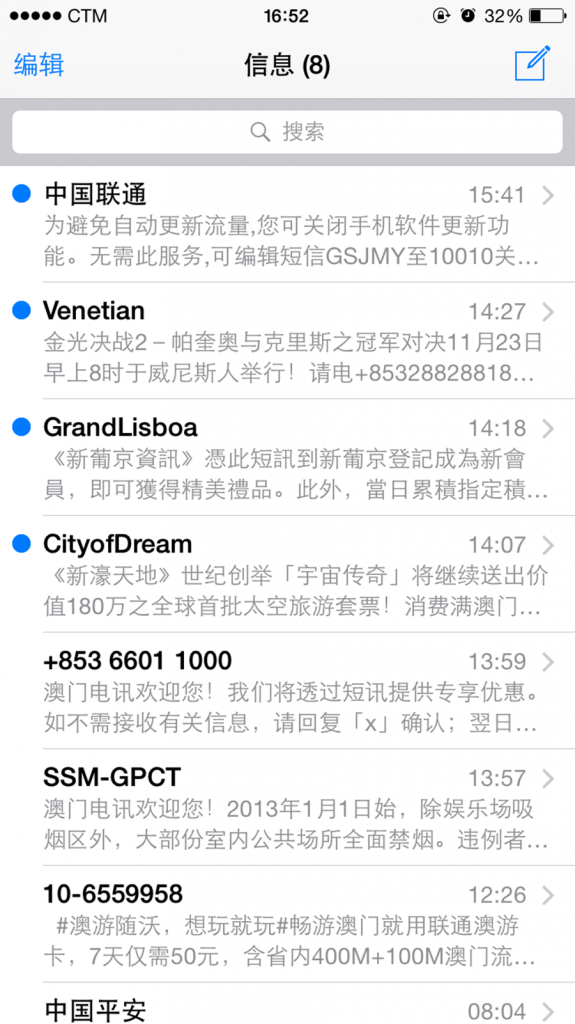 CTM 16:52 32%
编辑 信息 (8)
搜索
中国联通 15:41
为避免自动更新流量,您可关闭手机软件更新功
能。无需此服务,可编辑短信GSJMY至10010关...
Venetian 14:27
金光决战2－帕奎奥与克里斯之冠军对决11月23日
早上8时于威尼斯人举行！请电+85328828818...
GrandLisboa 14:18
《新葡京資訊》憑此短訊到新葡京登記成為新會
員，即可獲得精美禮品。此外，當日累積指定積...
CityofDream 14:07
《新濠天地》世纪创举「宇宙传奇」将继续送出价
值180万之全球首批太空旅游套票！消费满澳门...
+853 6601 1000 13:59
澳门电讯欢迎您！我们将透过短讯提供专享优惠。
如不需接收有关信息，请回复「x」确认；翌日...
SSM-GPCT 13:57
澳门电讯欢迎您！2013年1月1日始，除娱乐场吸
烟区外，大部份室内公共场所全面禁烟。违例者...
10-6559958 12:26
#澳游随沃，想玩就玩#畅游澳门就用联通澳游
卡，7天仅需50元，含省内400M+100M澳门流...
中国平安 08:04